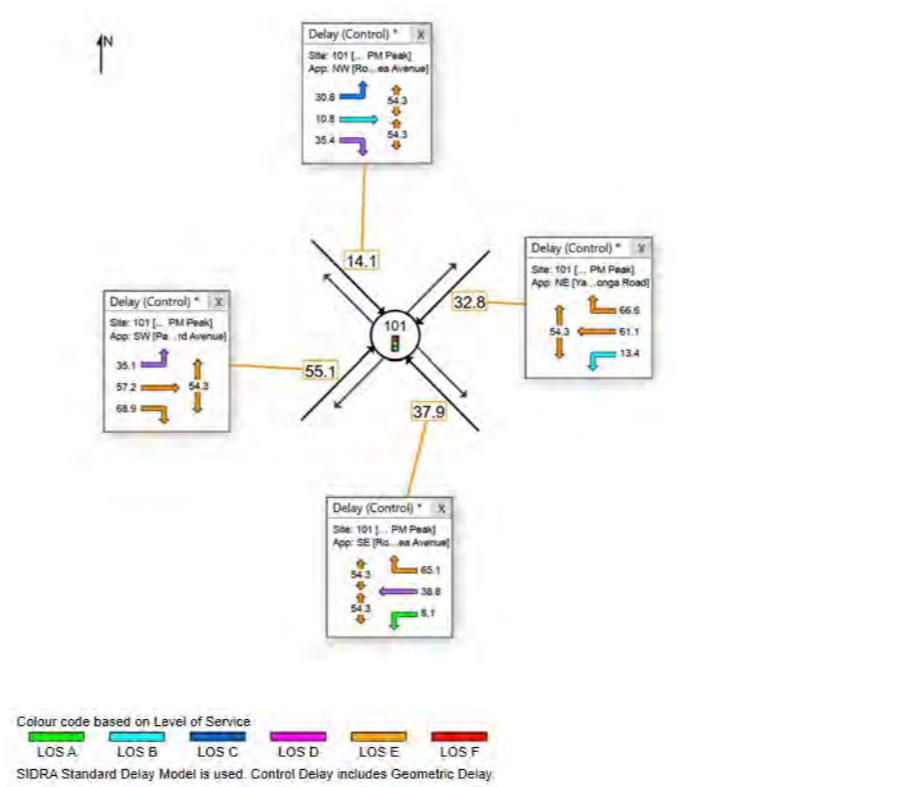 N
Delay (Control) * X
Site: 101 [... PM Peak]
App: NW [Ro...ea Avenue]
30.8
54.3
10.8
54.3
35.4
14.1
Delay (Control) * X
Site: 101 [... PM Peak]
App: NE [Ya...onga Road]
66.6
54.3 61.1
13.4
32.8
101
Delay (Control) * X
Site: 101 [... PM Peak]
App: SW [Pa...rd Avenue]
35.1
57.2 54.3
68.9
55.1
37.9
Delay (Control) * X
Site: 101 [... PM Peak]
App: SE [Ro...ea Avenue]
54.3 65.1
38.8
54.3
Colour code based on Level of Service
LOS A LOS B LOS C LOS D LOS E LOS F
SIDRA Standard Delay Model is used. Control Delay includes Geometric Delay.